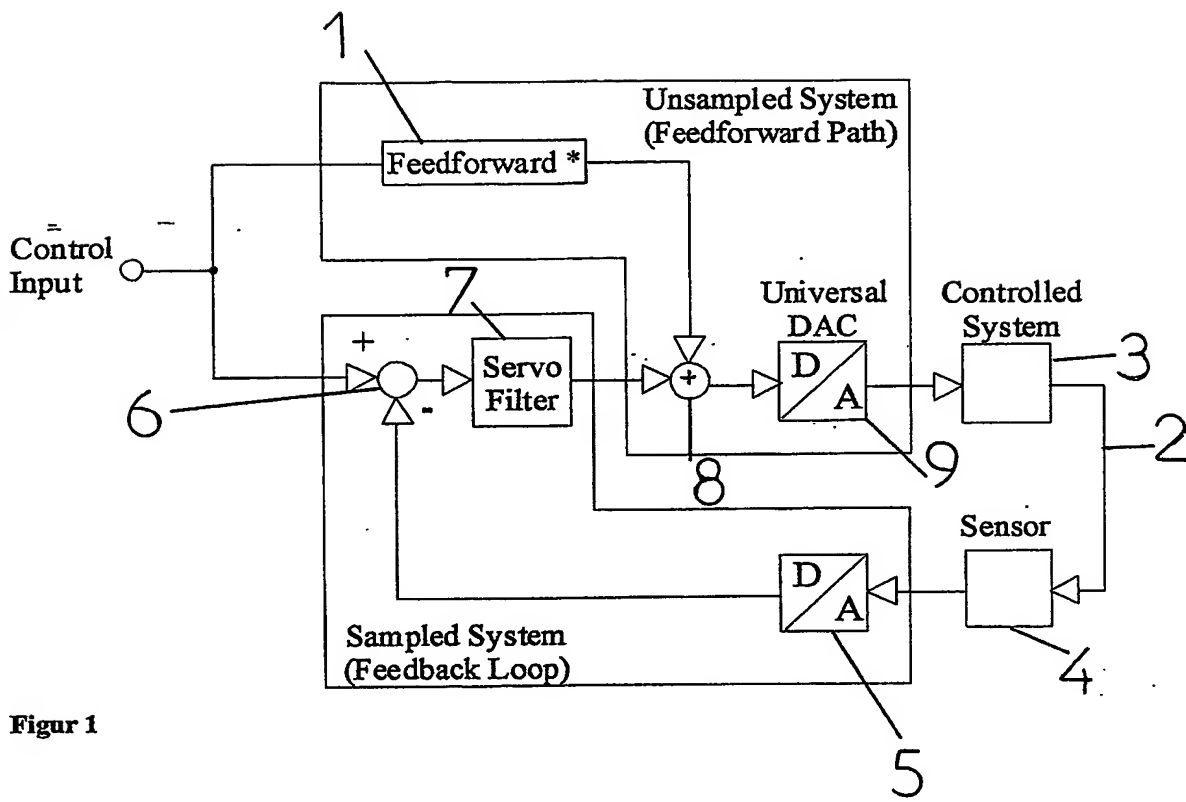 1
Unsampled System
(Feedforward Path)
Feedforward *
Control
Input
7
Universal
DAC
Controlled
System
+
Servo
Filter
+
D
A
3
6
-
8
9
2
Sensor
D
A
Sampled System
(Feedback Loop)
4
Figur 1
5